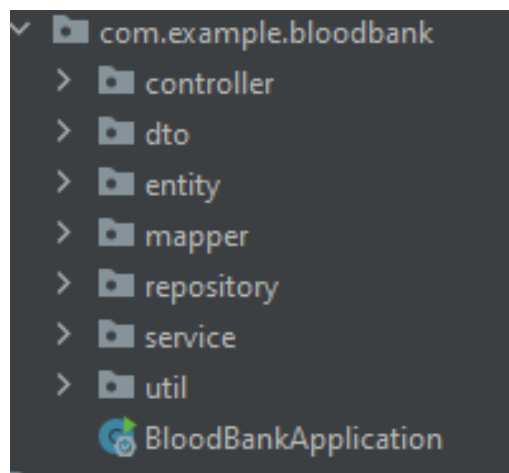 com.example.bloodbank
controller
dto
entity
mapper
repository
service
util
BloodBankApplication